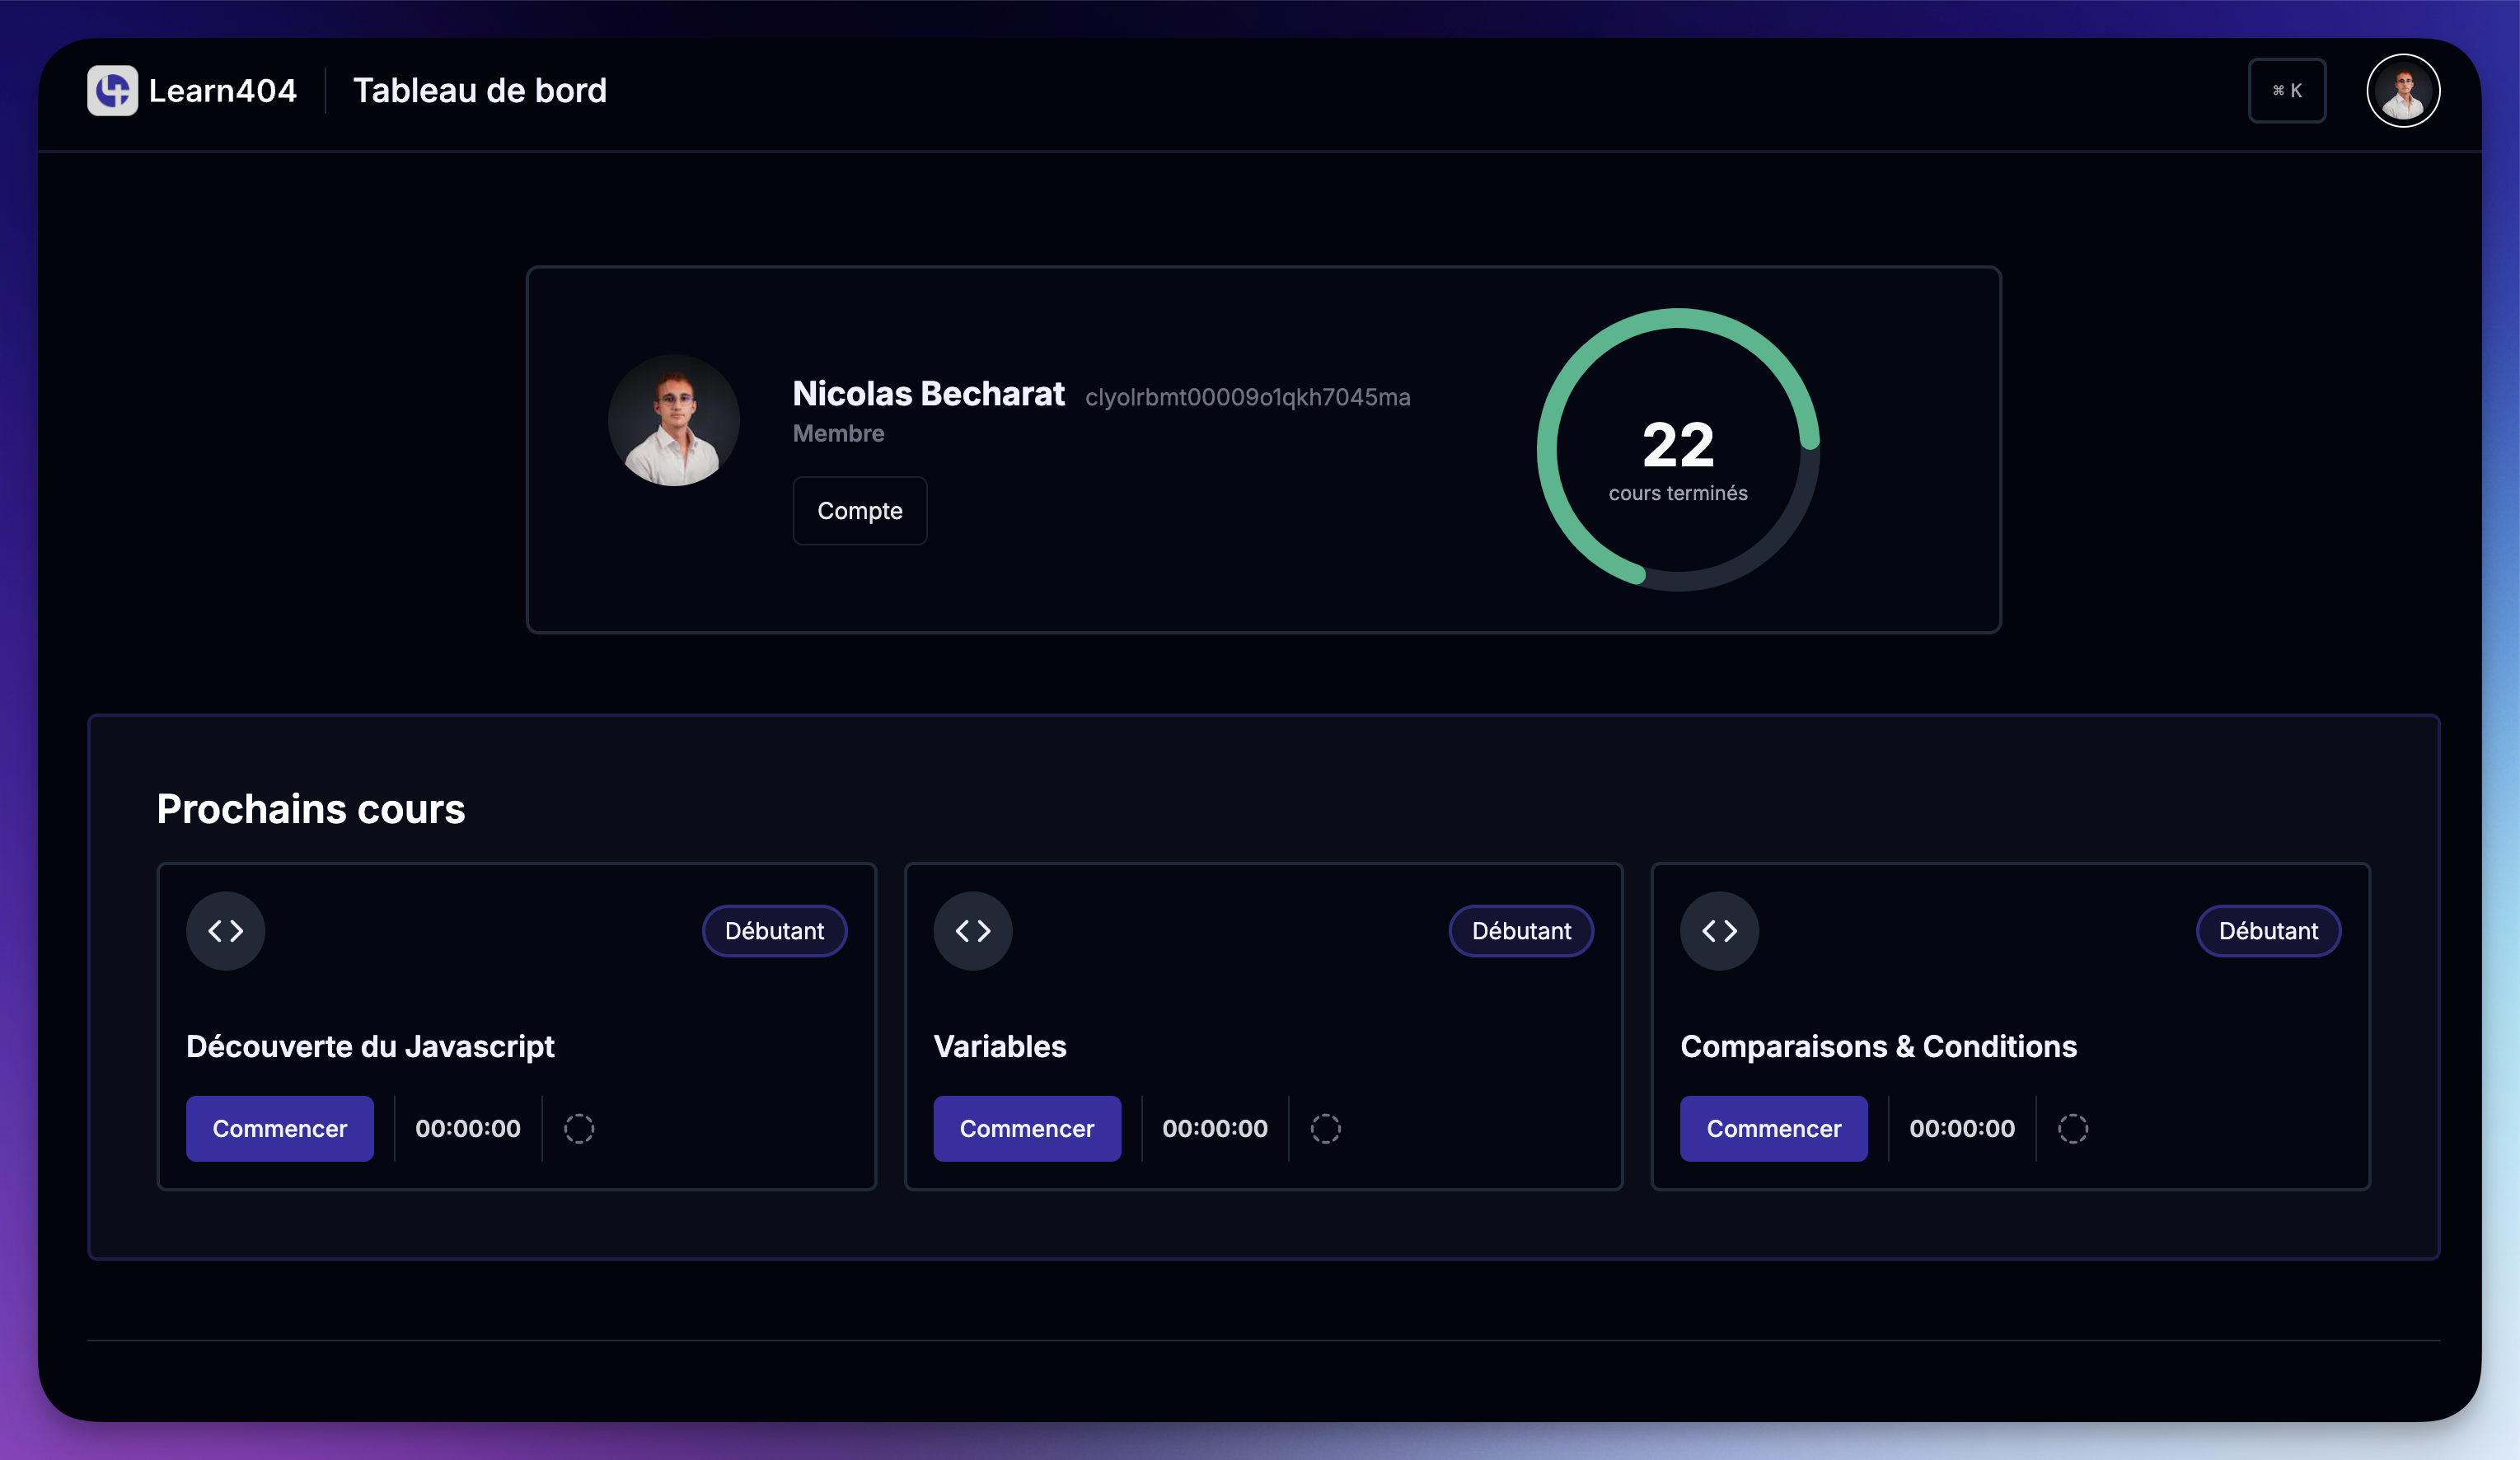 Learn404 Tableau de bord ⌘ K
Nicolas Becharat clyolrbmt00009o1qkh7045ma
Membre
Compte
22
cours terminés
Prochains cours
Débutant
Découverte du Javascript
Commencer 00:00:00
Débutant
Variables
Commencer 00:00:00
Débutant
Comparaisons & Conditions
Commencer 00:00:00